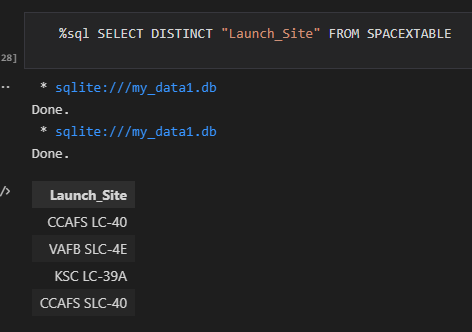 %sql SELECT DISTINCT "Launch_Site" FROM SPACEXTABLE
28]
..
* sqlite:///my_data1.db
Done.
* sqlite:///my_data1.db
Done.
/>
Launch_Site
CCAFS LC-40
VAFB SLC-4E
KSC LC-39A
CCAFS SLC-40